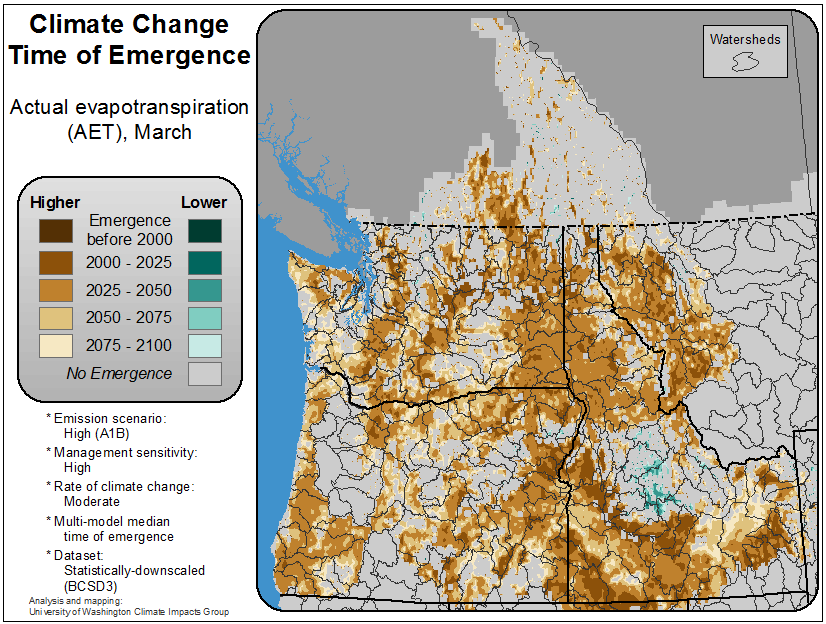 Climate Change
Time of Emergence
Actual evapotranspiration
(AET), March
Higher
Lower
Emergence
before 2000
2000 - 2025
2025 - 2050
2050 - 2075
2075 - 2100
No Emergence
* Emission scenario:
High (A1B)
* Management sensitivity:
High
* Rate of climate change:
Moderate
* Multi-model median
time of emergence
* Dataset:
Statistically-downscaled
(BCSD3)
Analysis and mapping:
University of Washington Climate Impacts Group
Watersheds